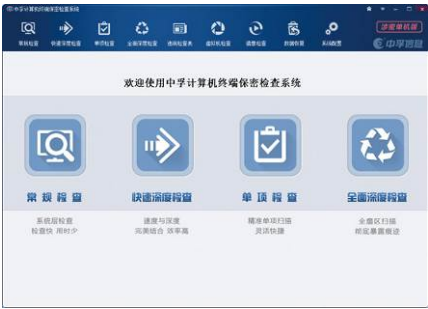 中孚计算机终端保密检查系统
涉密单机版
常规检查 快速深度检查 单项检查 全面深度检查 系统配置
中孚信息
欢迎使用中孚计算机终端保密检查系统
常规检查 快速深度检查 单项检查 全面深度检查
系统层检查 速度与深度 精准单项扫描 全盘区扫描
检查快 用时少 完美结合 效率高 灵活快捷 彻底暴露痕迹